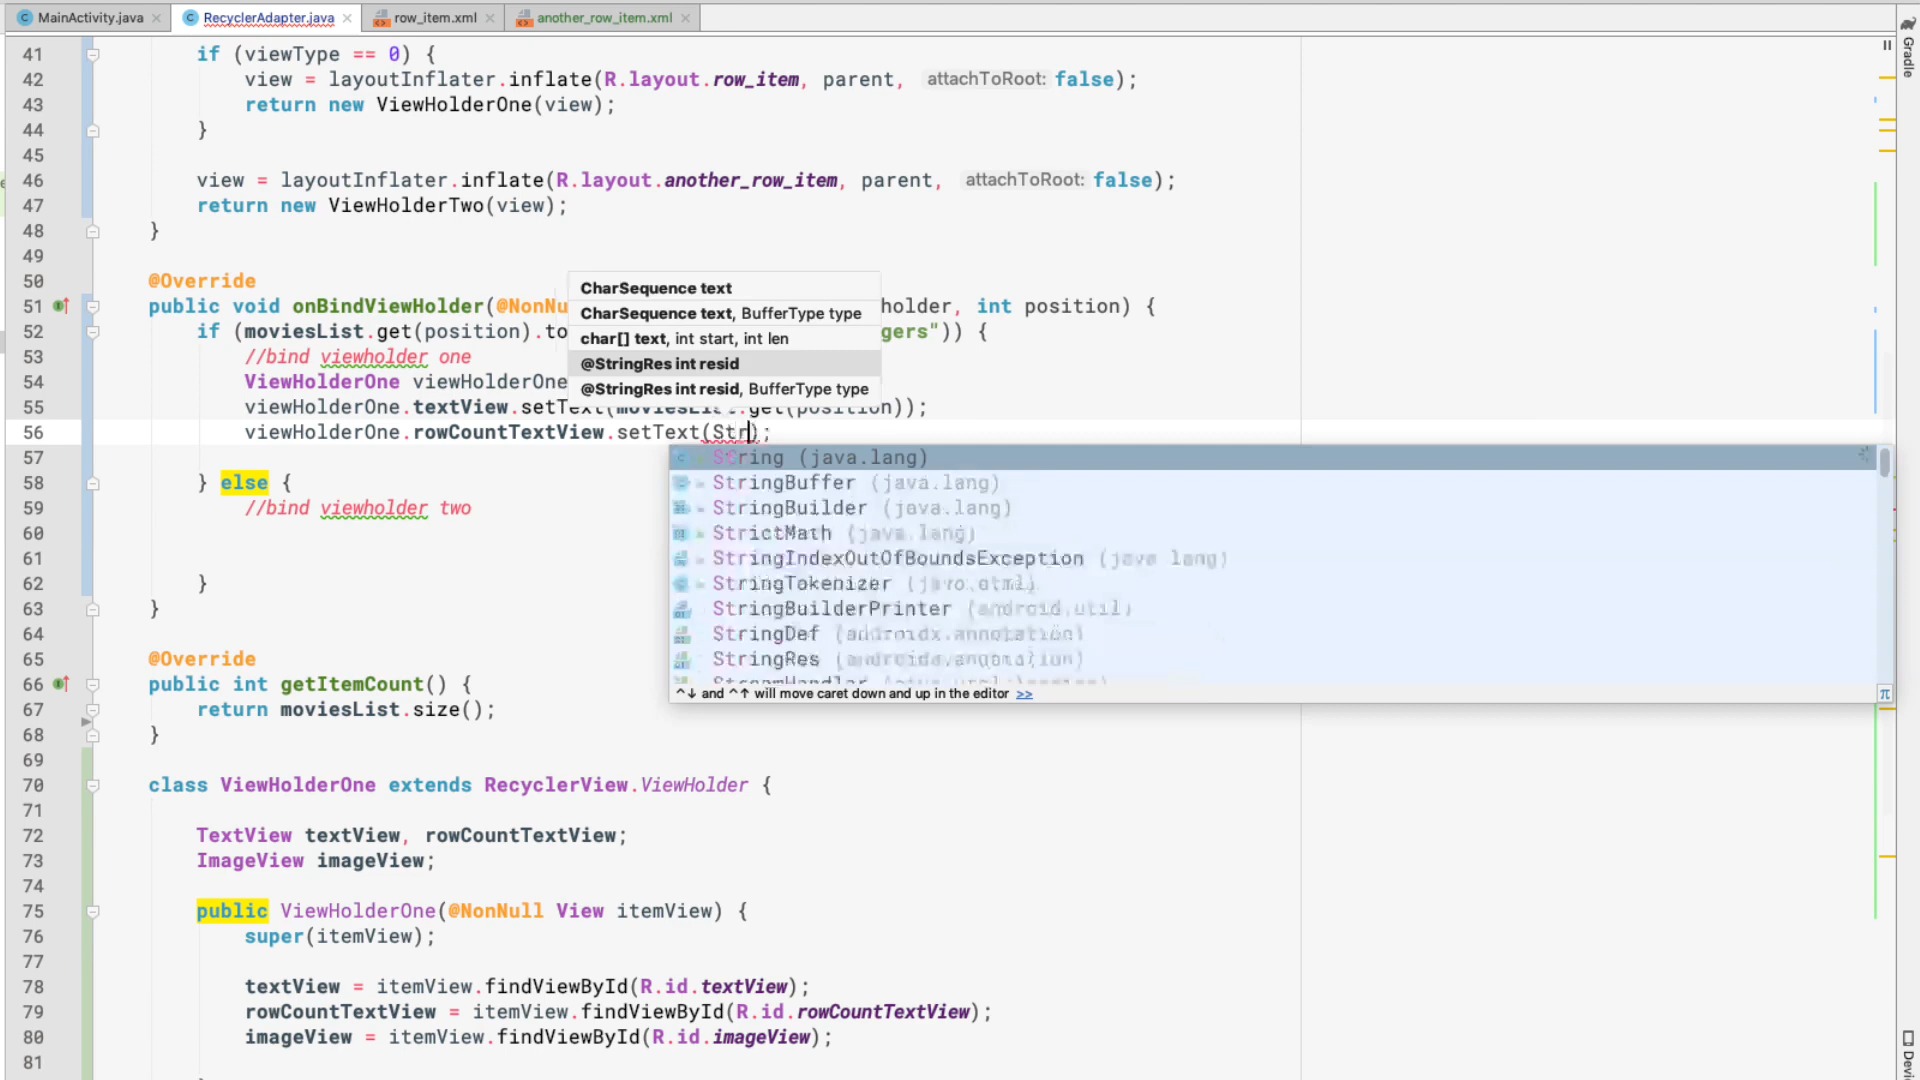 MainActivity.java
RecyclerAdapter.java
row_item.xml
another_row_item.xml
Gradle
41 if (viewType == 0) {
42 view = layoutInflater.inflate(R.layout.row_item, parent, attachToRoot: false);
43 return new ViewHolderOne(view);
44 }
45
46 view = layoutInflater.inflate(R.layout.another_row_item, parent, attachToRoot: false);
47 return new ViewHolderTwo(view);
48 }
49
50 @Override
CharSequence text
51 public void onBindViewHolder(@NonNu holder, int position) {
CharSequence text, BufferType type
52 if (moviesList.get(position).to gers")) {
char[] text, int start, int len
53 //bind viewholder one
@StringRes int resid
54 ViewHolderOne viewHolderOne
@StringRes int resid, BufferType type
55 viewHolderOne.textView.setText(moviesList.get(position));
56 viewHolderOne.rowCountTextView.setText(Str);
57
String (java.lang)
58 } else {
StringBuffer (java.lang)
59 //bind viewholder two
StringBuilder (java.lang)
60
StrictMath (java.lang)
61
StringIndexOutOfBoundsException (java lang)
62 }
StringTokenizer
63 }
StringBuilderPrinter (android.util)
64
StringDef (androidx.annotation)
65 @Override
StringRes
66 public int getItemCount() {
^↓ and ^↑ will move caret down and up in the editor >>
π
67 return moviesList.size();
68 }
69
70 class ViewHolderOne extends RecyclerView.ViewHolder {
71
72 TextView textView, rowCountTextView;
73 ImageView imageView;
74
75 public ViewHolderOne(@NonNull View itemView) {
76 super(itemView);
77
78 textView = itemView.findViewById(R.id.textView);
79 rowCountTextView = itemView.findViewById(R.id.rowCountTextView);
80 imageView = itemView.findViewById(R.id.imageView);
81